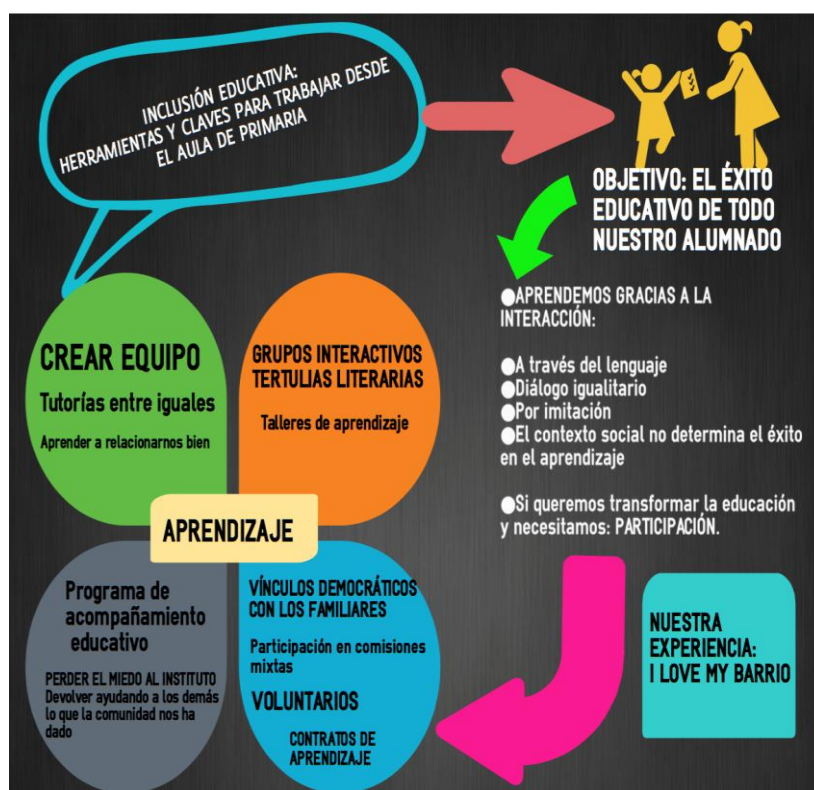 INCLUSIÓN EDUCATIVA:
HERRAMIENTAS Y CLAVES PARA TRABAJAR DESDE
EL AULA DE PRIMARIA
OBJETIVO: EL ÉXITO
EDUCATIVO DE TODO
NUESTRO ALUMNADO
●APRENDEMOS GRACIAS A LA
INTERACCIÓN:
●A través del lenguaje
●Diálogo igualitario
●Por imitación
●El contexto social no determina el éxito
en el aprendizaje
●Si queremos transformar la educación
y necesitamos: PARTICIPACIÓN.
CREAR EQUIPO
Tutorías entre iguales
Aprender a relacionarnos bien
GRUPOS INTERACTIVOS
TERTULIAS LITERARIAS
Talleres de aprendizaje
APRENDIZAJE
Programa de
acompañamiento
educativo
PERDER EL MIEDO AL INSTITUTO
Devolver ayudando a los demás
lo que la comunidad nos ha
dado
VÍNCULOS DEMOCRÁTICOS
CON LOS FAMILIARES
Participación en comisiones
mixtas
VOLUNTARIOS
CONTRATOS DE
APRENDIZAJE
NUESTRA
EXPERIENCIA:
I LOVE MY BARRIO